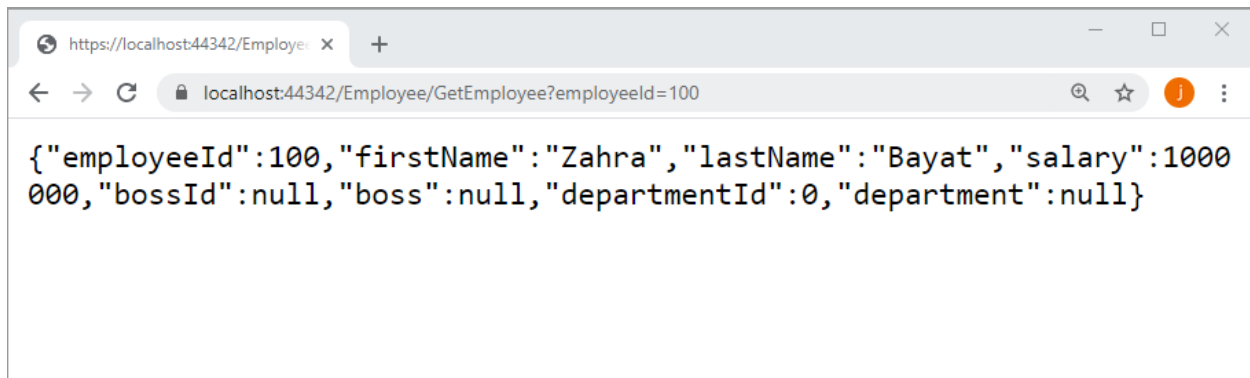 https://localhost:44342/Employe
localhost:44342/Employee/GetEmployee?employeeId=100
j
{"employeeId":100,"firstName":"Zahra","lastName":"Bayat","salary":1000
000,"bossId":null,"boss":null,"departmentId":0,"department":null}